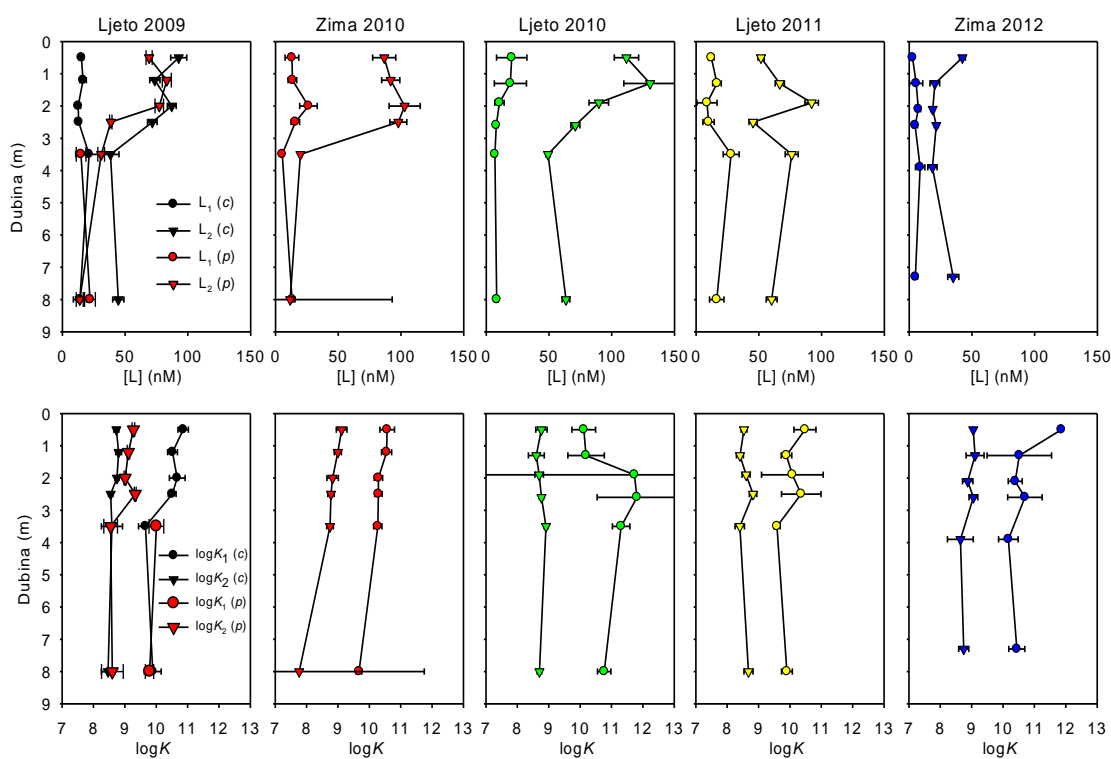 Ljeto 2009 Zima 2010 Ljeto 2010 Ljeto 2011 Zima 2012
Dubina (m)
0
1
2
3
4
5
6
7
8
9
L1 (c)
L2 (c)
L1 (p)
L2 (p)
0 50 100 150 0 50 100 150 0 50 100 150 0 50 100 150 0 50 100 150
[L] (nM) [L] (nM) [L] (nM) [L] (nM) [L] (nM)
Dubina (m)
0
1
2
3
4
5
6
7
8
9
logK1 (c)
logK2 (c)
logK1 (p)
logK2 (p)
7 8 9 10 11 12 13 7 8 9 10 11 12 13 7 8 9 10 11 12 13 7 8 9 10 11 12 13 7 8 9 10 11 12 13
logK logK logK logK logK